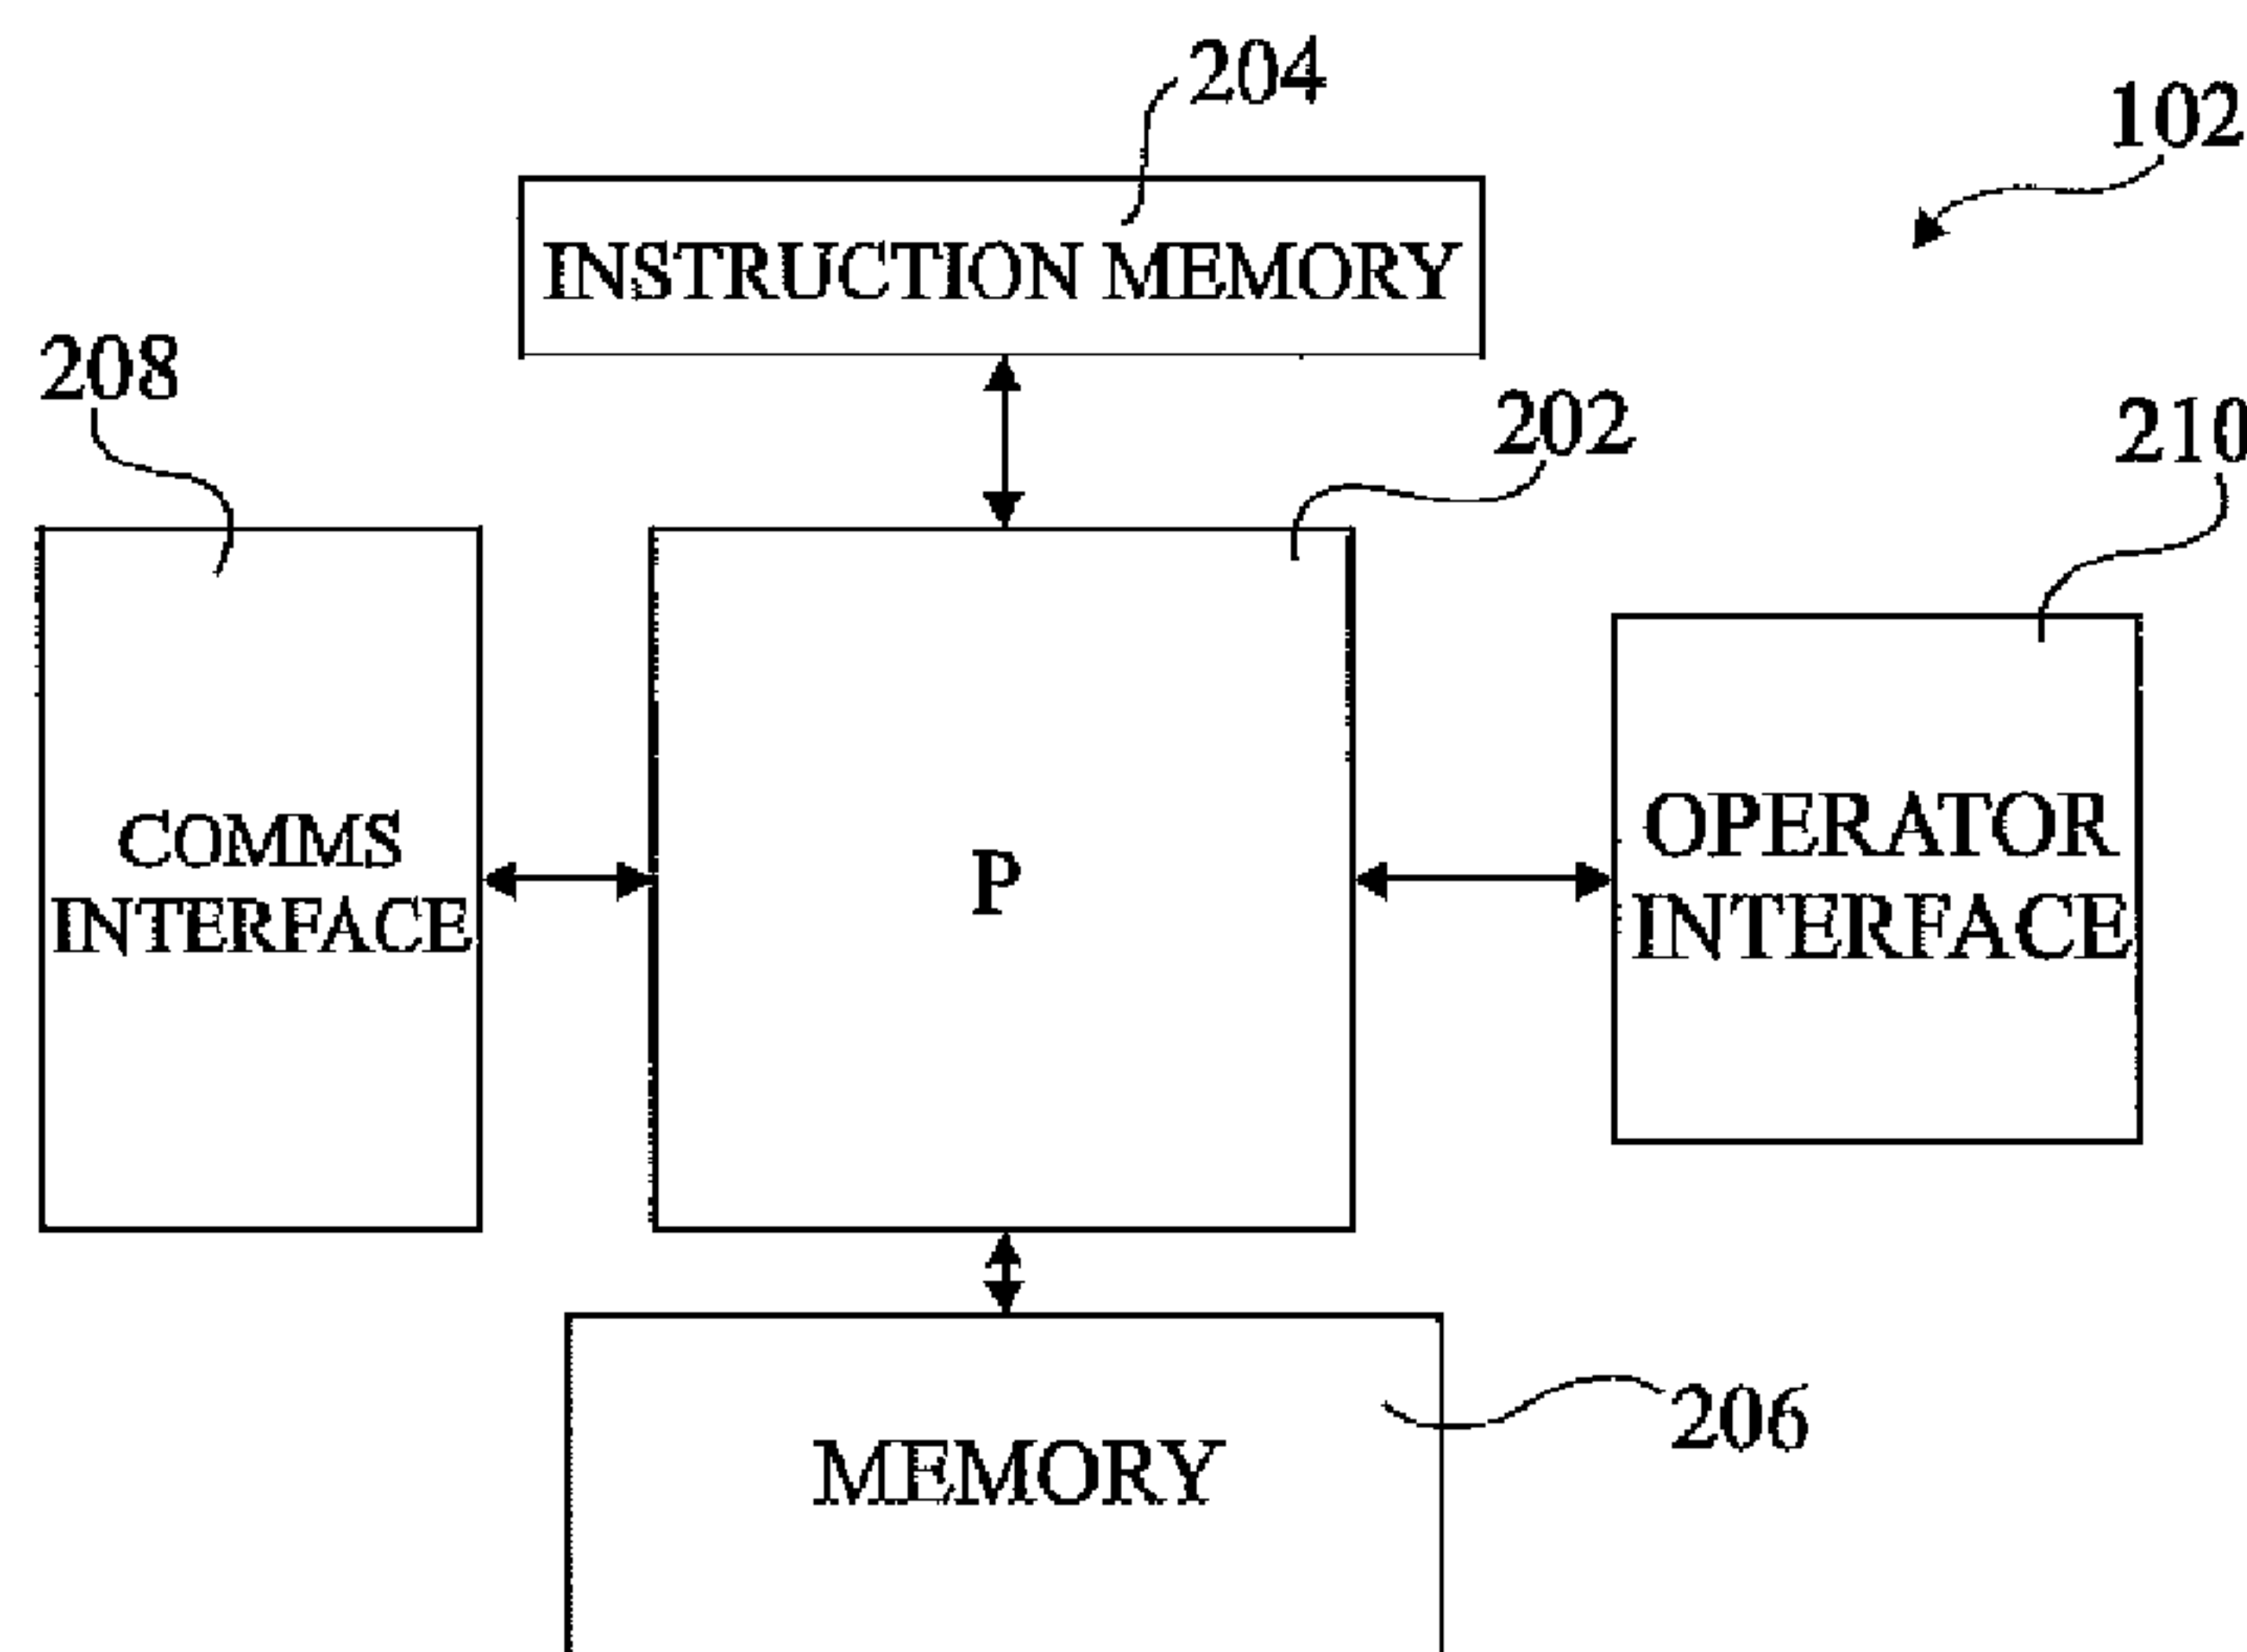 204
102
INSTRUCTION MEMORY
208
202
210
COMMS
INTERFACE
P
OPERATOR
INTERFACE
206
MEMORY